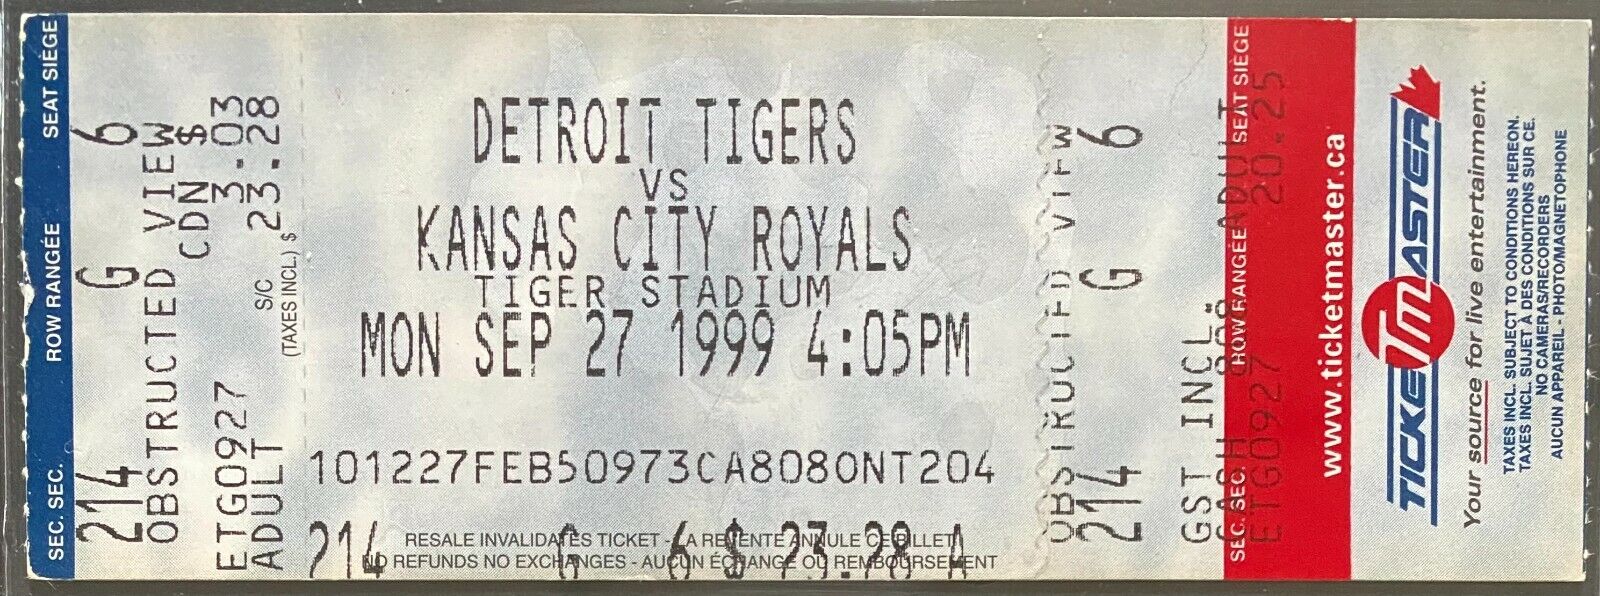 SEC. SEC. ROW RANGÉE SEAT SIÈGE
214 G 6
OBSTRUCTED VIEW
CDN $
ETG0927 3.03
ADULT 23.28
S/C
(TAXES INCL.) $
DETROIT TIGERS
VS
KANSAS CITY ROYALS
TIGER STADIUM
MON SEP 27 1999 4:05PM
101227FEB50973CA8080NT204
214 G 6 $ 23.28 A
RESALE INVALIDATES TICKET - LA REVENTE ANNULE CE BILLET
NO REFUNDS NO EXCHANGES - AUCUN ÉCHANGE OU REMBOURSEMENT
OBSTRUCTED VIEW
214 G 6
GST INCL.
CASH ADULT
SEC. SEC. ROW RANGÉE SEAT SIÈGE
ETG0927 20.25
www.ticketmaster.ca
TICKETMASTER
Your source for live entertainment.
TAXES INCL. SUBJECT TO CONDITIONS HEREON.
TAXES INCL. SUJET À DES CONDITIONS SUR CE.
NO CAMERAS/RECORDERS
AUCUN APPAREIL - PHOTO/MAGNETOPHONE